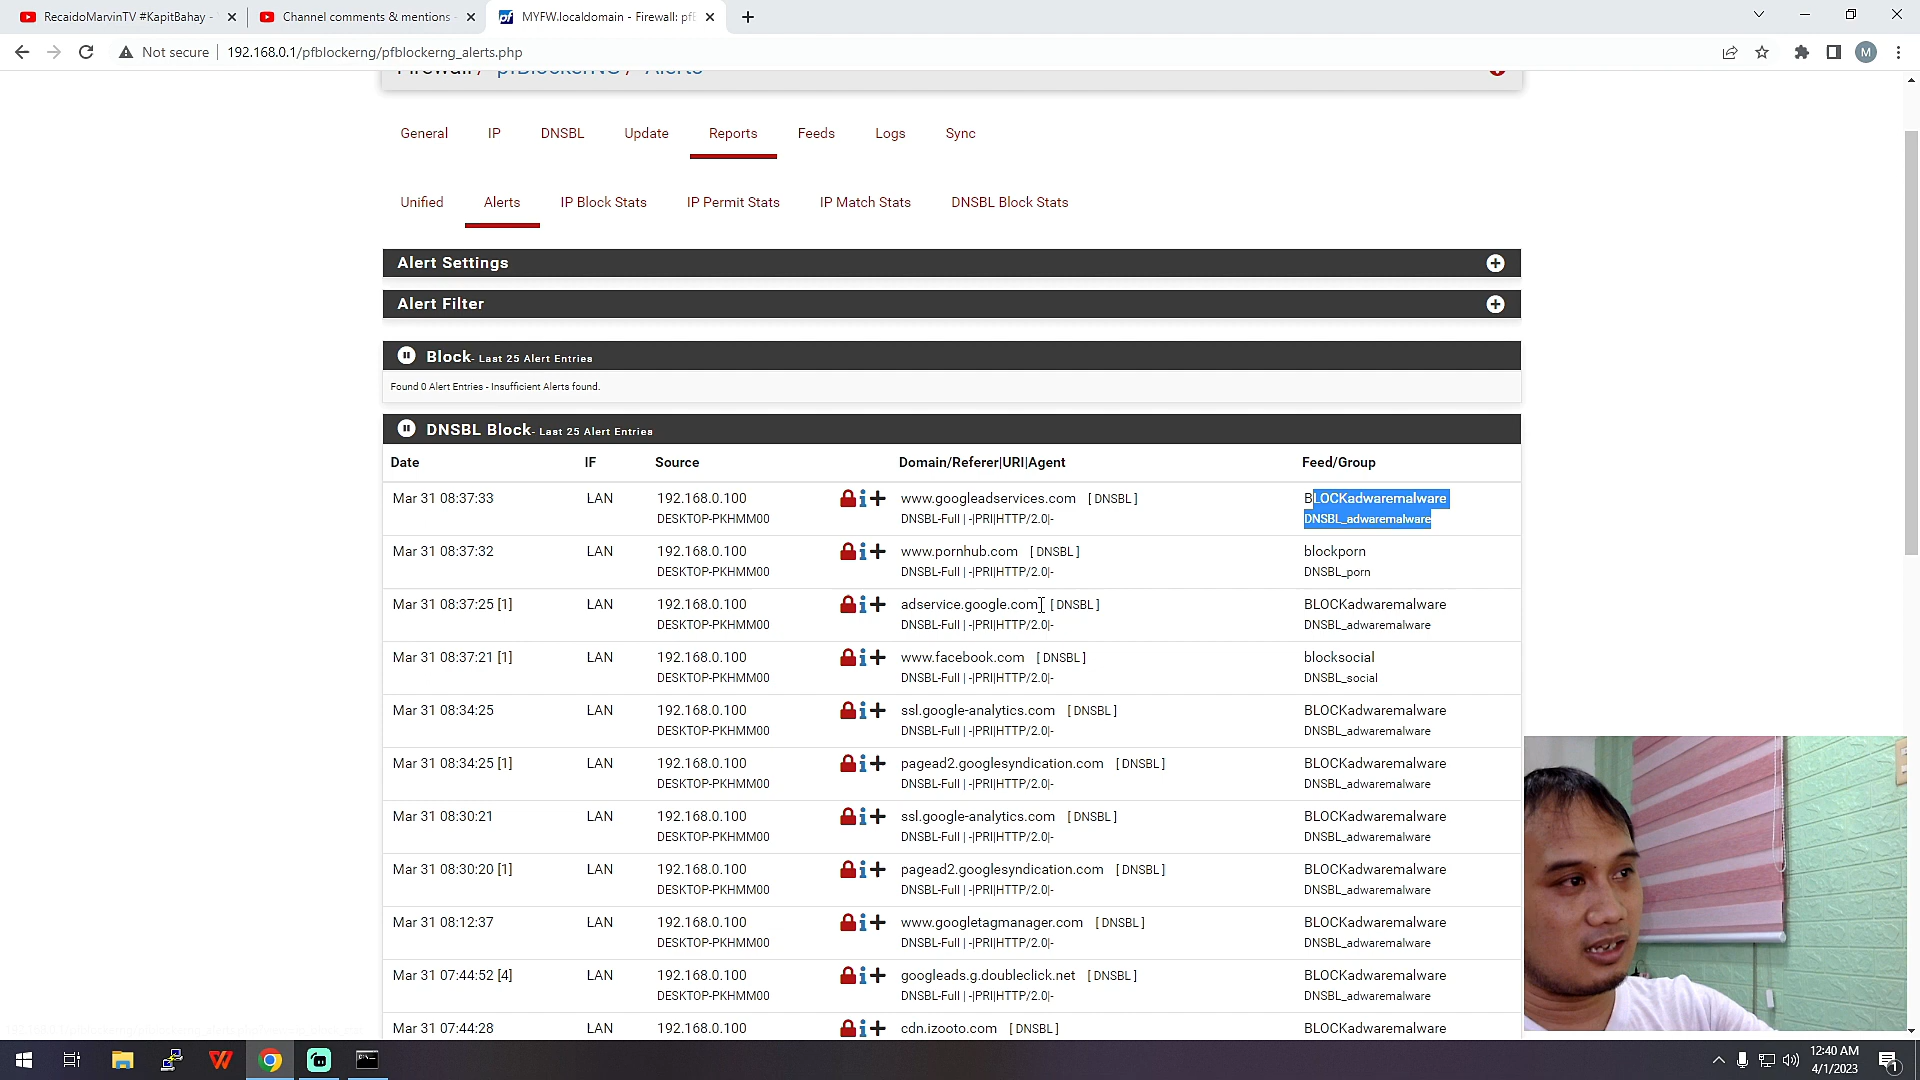 RecaidoMarvinTV #KapitBahay -
Channel comments & mentions -
MYFW.localdomain - Firewall: pf
Not secure
192.168.0.1/pfblockerng/pfblockerng_alerts.php
M
Firewall / pfBlockerNG / Alerts
General IP DNSBL Update Reports Feeds Logs Sync
Unified Alerts IP Block Stats IP Permit Stats IP Match Stats DNSBL Block Stats
Alert Settings
Alert Filter
Block- Last 25 Alert Entries
Found 0 Alert Entries - Insufficient Alerts found.
DNSBL Block- Last 25 Alert Entries
Date IF Source Domain/Referer|URI|Agent Feed/Group
Mar 31 08:37:33 LAN 192.168.0.100 www.googleadservices.com [ DNSBL ] BLOCKadwaremalware
DESKTOP-PKHMM00 DNSBL-Full | -|PRI|HTTP/2.0|- DNSBL_adwaremalware
Mar 31 08:37:32 LAN 192.168.0.100 www.pornhub.com [ DNSBL ] blockporn
DESKTOP-PKHMM00 DNSBL-Full | -|PRI|HTTP/2.0|- DNSBL_porn
Mar 31 08:37:25 [1] LAN 192.168.0.100 adservice.google.com [ DNSBL ] BLOCKadwaremalware
DESKTOP-PKHMM00 DNSBL-Full | -|PRI|HTTP/2.0|- DNSBL_adwaremalware
Mar 31 08:37:21 [1] LAN 192.168.0.100 www.facebook.com [ DNSBL ] blocksocial
DESKTOP-PKHMM00 DNSBL-Full | -|PRI|HTTP/2.0|- DNSBL_social
Mar 31 08:34:25 LAN 192.168.0.100 ssl.google-analytics.com [ DNSBL ] BLOCKadwaremalware
DESKTOP-PKHMM00 DNSBL-Full | -|PRI|HTTP/2.0|- DNSBL_adwaremalware
Mar 31 08:34:25 [1] LAN 192.168.0.100 pagead2.googlesyndication.com [ DNSBL ] BLOCKadwaremalware
DESKTOP-PKHMM00 DNSBL-Full | -|PRI|HTTP/2.0|- DNSBL_adwaremalware
Mar 31 08:30:21 LAN 192.168.0.100 ssl.google-analytics.com [ DNSBL ] BLOCKadwaremalware
DESKTOP-PKHMM00 DNSBL-Full | -|PRI|HTTP/2.0|- DNSBL_adwaremalware
Mar 31 08:30:20 [1] LAN 192.168.0.100 pagead2.googlesyndication.com [ DNSBL ] BLOCKadwaremalware
DESKTOP-PKHMM00 DNSBL-Full | -|PRI|HTTP/2.0|- DNSBL_adwaremalware
Mar 31 08:12:37 LAN 192.168.0.100 www.googletagmanager.com [ DNSBL ] BLOCKadwaremalware
DESKTOP-PKHMM00 DNSBL-Full | -|PRI|HTTP/2.0|- DNSBL_adwaremalware
Mar 31 07:44:52 [4] LAN 192.168.0.100 googleads.g.doubleclick.net [ DNSBL ] BLOCKadwaremalware
DESKTOP-PKHMM00 DNSBL-Full | -|PRI|HTTP/2.0|- DNSBL_adwaremalware
Mar 31 07:44:28 LAN 192.168.0.100 cdn.izooto.com [ DNSBL ] BLOCKadwaremalware
12:40 AM
4/1/2023